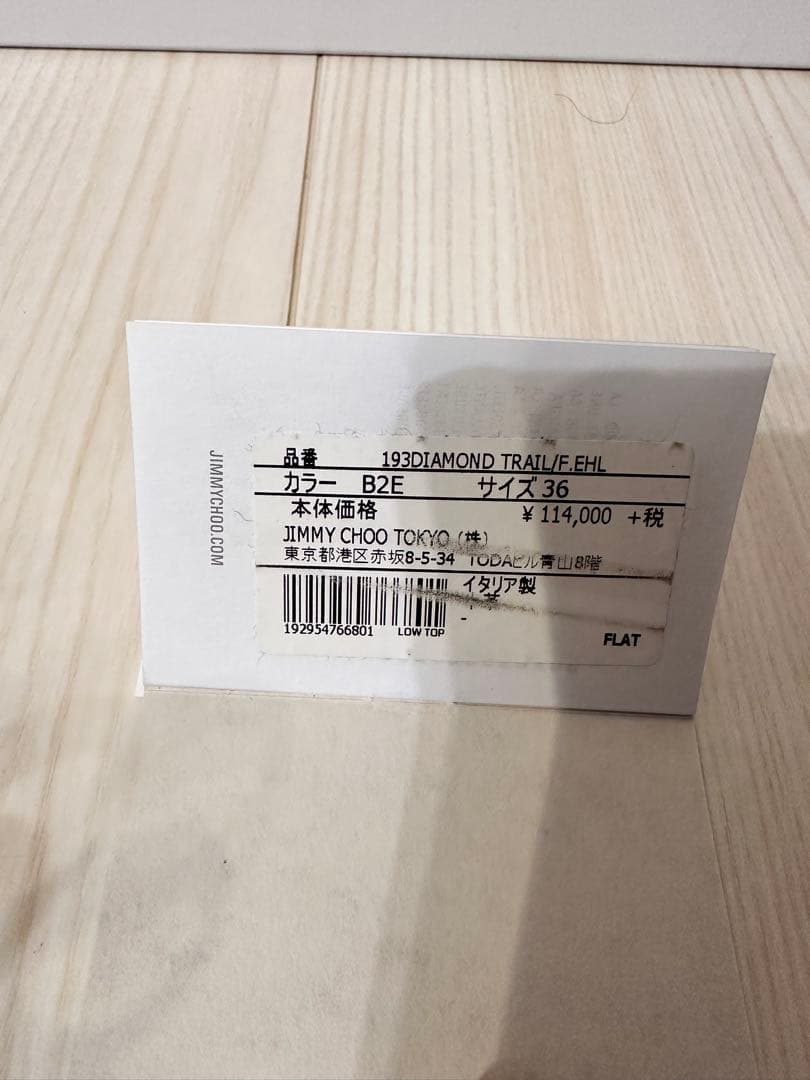 JIMMYCHOO.COM
品番 193DIAMOND TRAIL/F.EHL
カラー B2E サイズ 36
本体価格 ¥ 114,000 +税
JIMMY CHOO TOKYO (株)
東京都港区赤坂8-5-34 TODAビル青山8階
イタリア製
192954766801 LOW TOP
-
FLAT